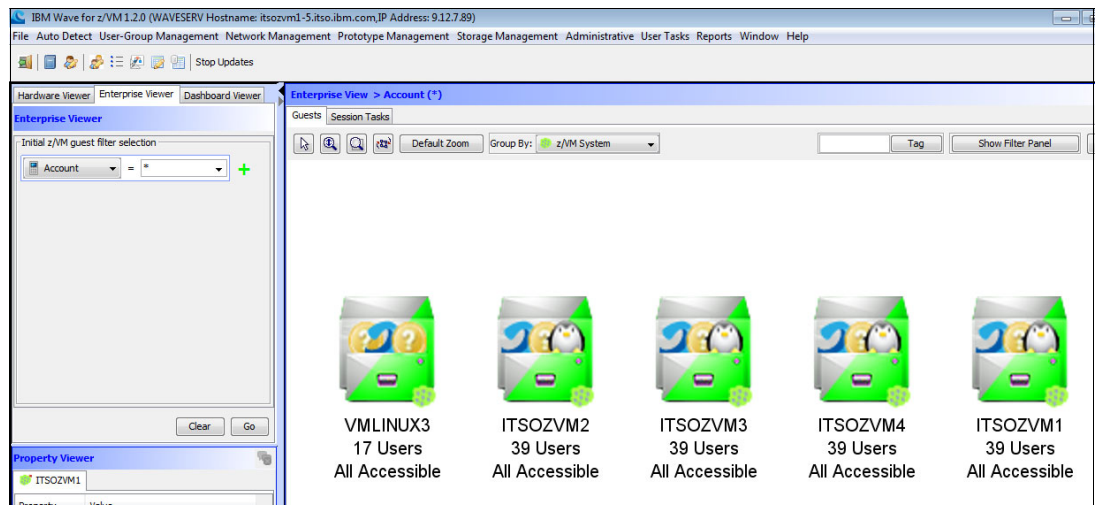 IBM Wave for z/VM 1.2.0 (WAVESERV Hostname: itsozvm1-5.itso.ibm.com,IP Address: 9.12.7.89)
File Auto Detect User-Group Management Network Management Prototype Management Storage Management Administrative User Tasks Reports Window Help
Stop Updates
Hardware Viewer Enterprise Viewer Dashboard Viewer
Enterprise View > Account (*)
Enterprise Viewer
Guests Session Tasks
Initial z/VM guest filter selection
Default Zoom Group By: z/VM System Tag Show Filter Panel
Account = *
VMLINUX3
17 Users
All Accessible
ITSOZVM2
39 Users
All Accessible
ITSOZVM3
39 Users
All Accessible
ITSOZVM4
39 Users
All Accessible
ITSOZVM1
39 Users
All Accessible
Clear Go
Property Viewer
ITSOZVM1
Property Value